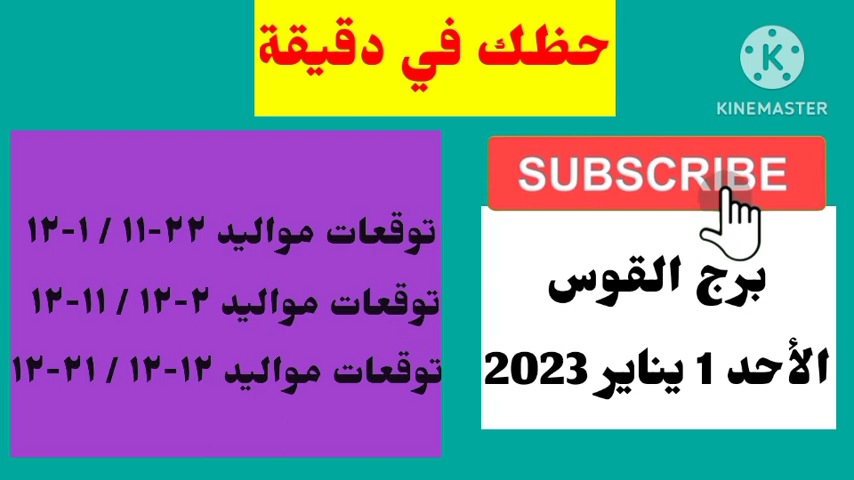 حظك في دقيقة
KINEMASTER
SUBSCRIBE
برج القوس
الأحد 1 يناير 2023
توقعات مواليد ٢٢-١١ / ١-١٢
توقعات مواليد ٢-١٢ / ١١-١٢
توقعات مواليد ١٢-١٢ / ٢١-١٢